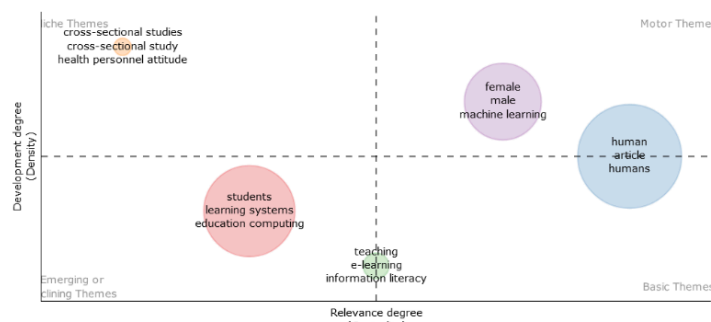 liche Themes
Motor Theme
cross-sectional studies
cross-sectional study
health personnel attitude
female
male
machine learning
human
article
humans
Development degree
(Density)
students
learning systems
education computing
teaching
e-learning
information literacy
Emerging or
clining Themes
Basic Themes
Relevance degree